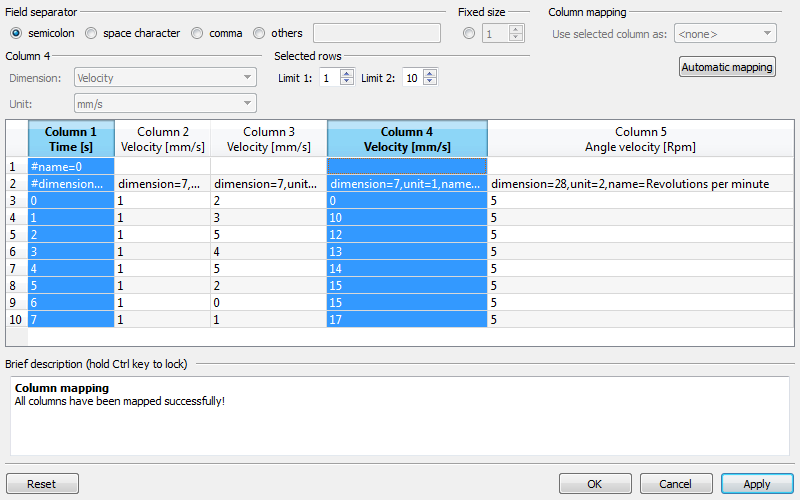 Field separator Fixed size Column mapping
semicolon space character comma others 1 Use selected column as: <none>
Column 4 Selected rows Automatic mapping
Dimension: Velocity Limit 1: 1 Limit 2: 10
Unit: mm/s
Column 1 Column 2 Column 3 Column 4 Column 5
Time [s] Velocity [mm/s] Velocity [mm/s] Velocity [mm/s] Angle velocity [Rpm]
1 #name=0
2 #dimension... dimension=7,... dimension=7,unit... dimension=7,unit=1,name... dimension=28,unit=2,name=Revolutions per minute
3 0 1 2 0 5
4 1 1 3 10 5
5 2 1 5 12 5
6 3 1 4 13 5
7 4 1 5 14 5
8 5 1 2 15 5
9 6 1 0 15 5
10 7 1 1 17 5
Brief description (hold Ctrl key to lock)
Column mapping
All columns have been mapped successfully!
Reset OK Cancel Apply